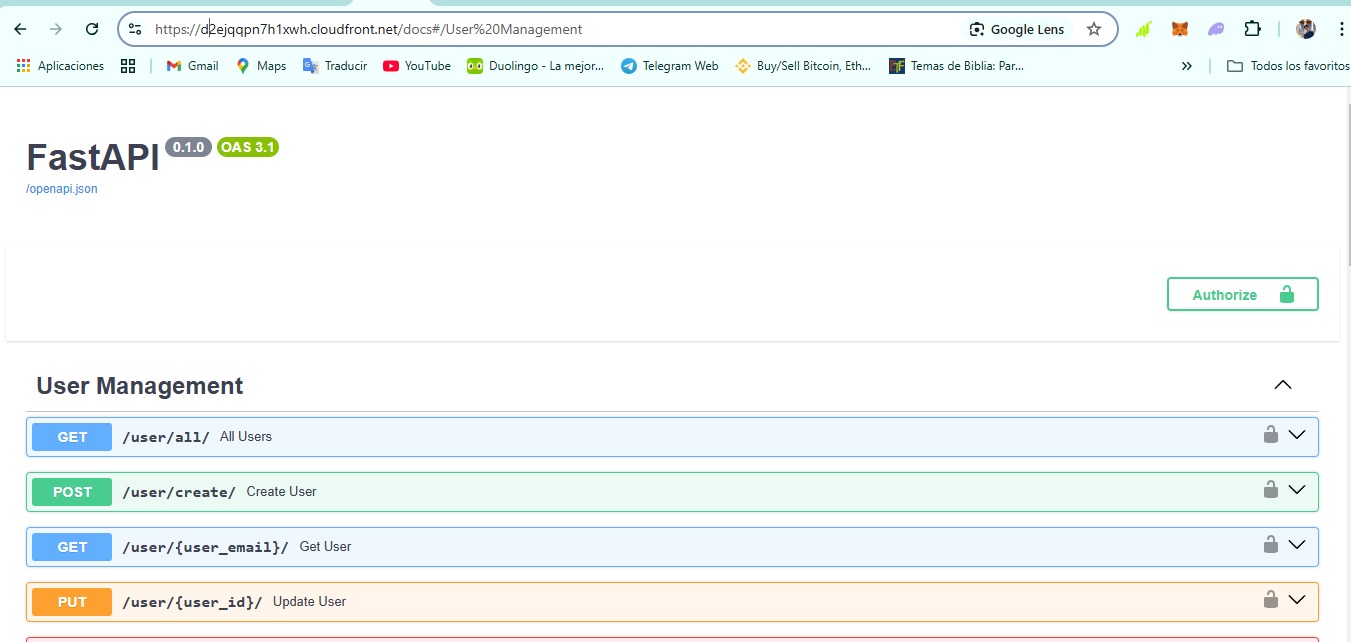 https://d2ejqqpn7h1xwh.cloudfront.net/docs#/User%20Management Google Lens
Aplicaciones Gmail Maps Traducir YouTube Duolingo - La mejor... Telegram Web Buy/Sell Bitcoin, Eth... Temas de Biblia: Par... » Todos los favoritos
FastAPI 0.1.0 OAS 3.1
/openapi.json
Authorize
User Management
GET /user/all/ All Users
POST /user/create/ Create User
GET /user/{user_email}/ Get User
PUT /user/{user_id}/ Update User